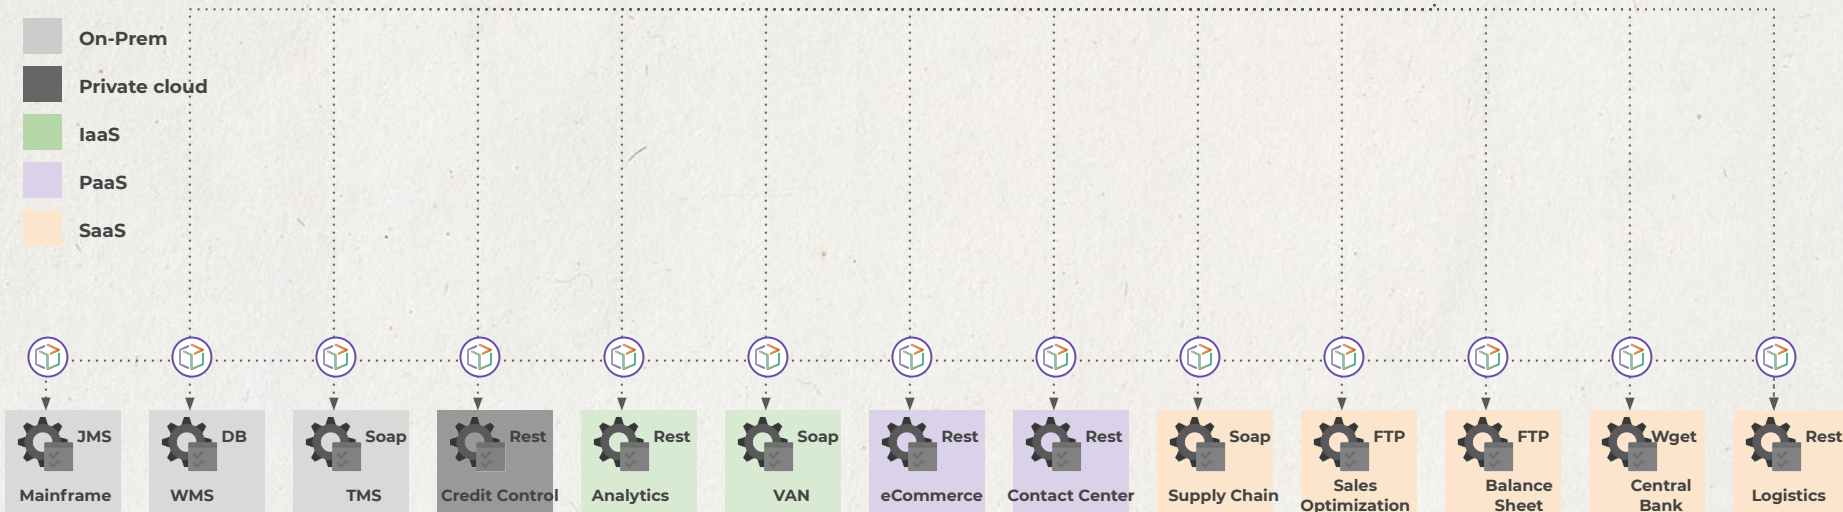 On-Prem
Private cloud
IaaS
PaaS
SaaS
JMS
Mainframe
DB
WMS
Soap
TMS
Rest
Credit Control
Rest
Analytics
Soap
VAN
Rest
eCommerce
Rest
Contact Center
Soap
Supply Chain
FTP
Sales
Optimization
FTP
Balance
Sheet
Wget
Central
Bank
Rest
Logistics